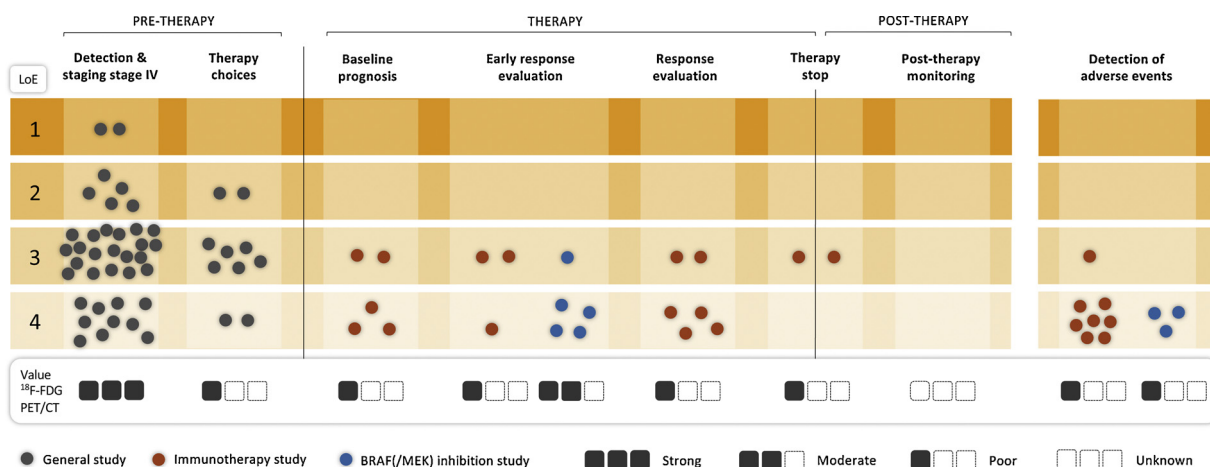 PRE-THERAPY THERAPY POST-THERAPY
Detection & Therapy Baseline Early response Response Therapy Post-therapy Detection of
staging stage IV choices prognosis evaluation evaluation stop monitoring adverse events
LoE
1
2
3
4
Value
18F-FDG
PET/CT
General study Immunotherapy study BRAF(/MEK) inhibition study Strong Moderate Poor Unknown